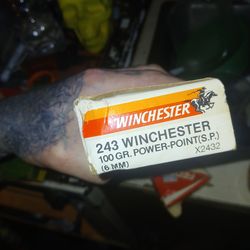 WINCHESTER
243 WINCHESTER
100 GR. POWER-POINT(S.P.)
(6 MM) X2432